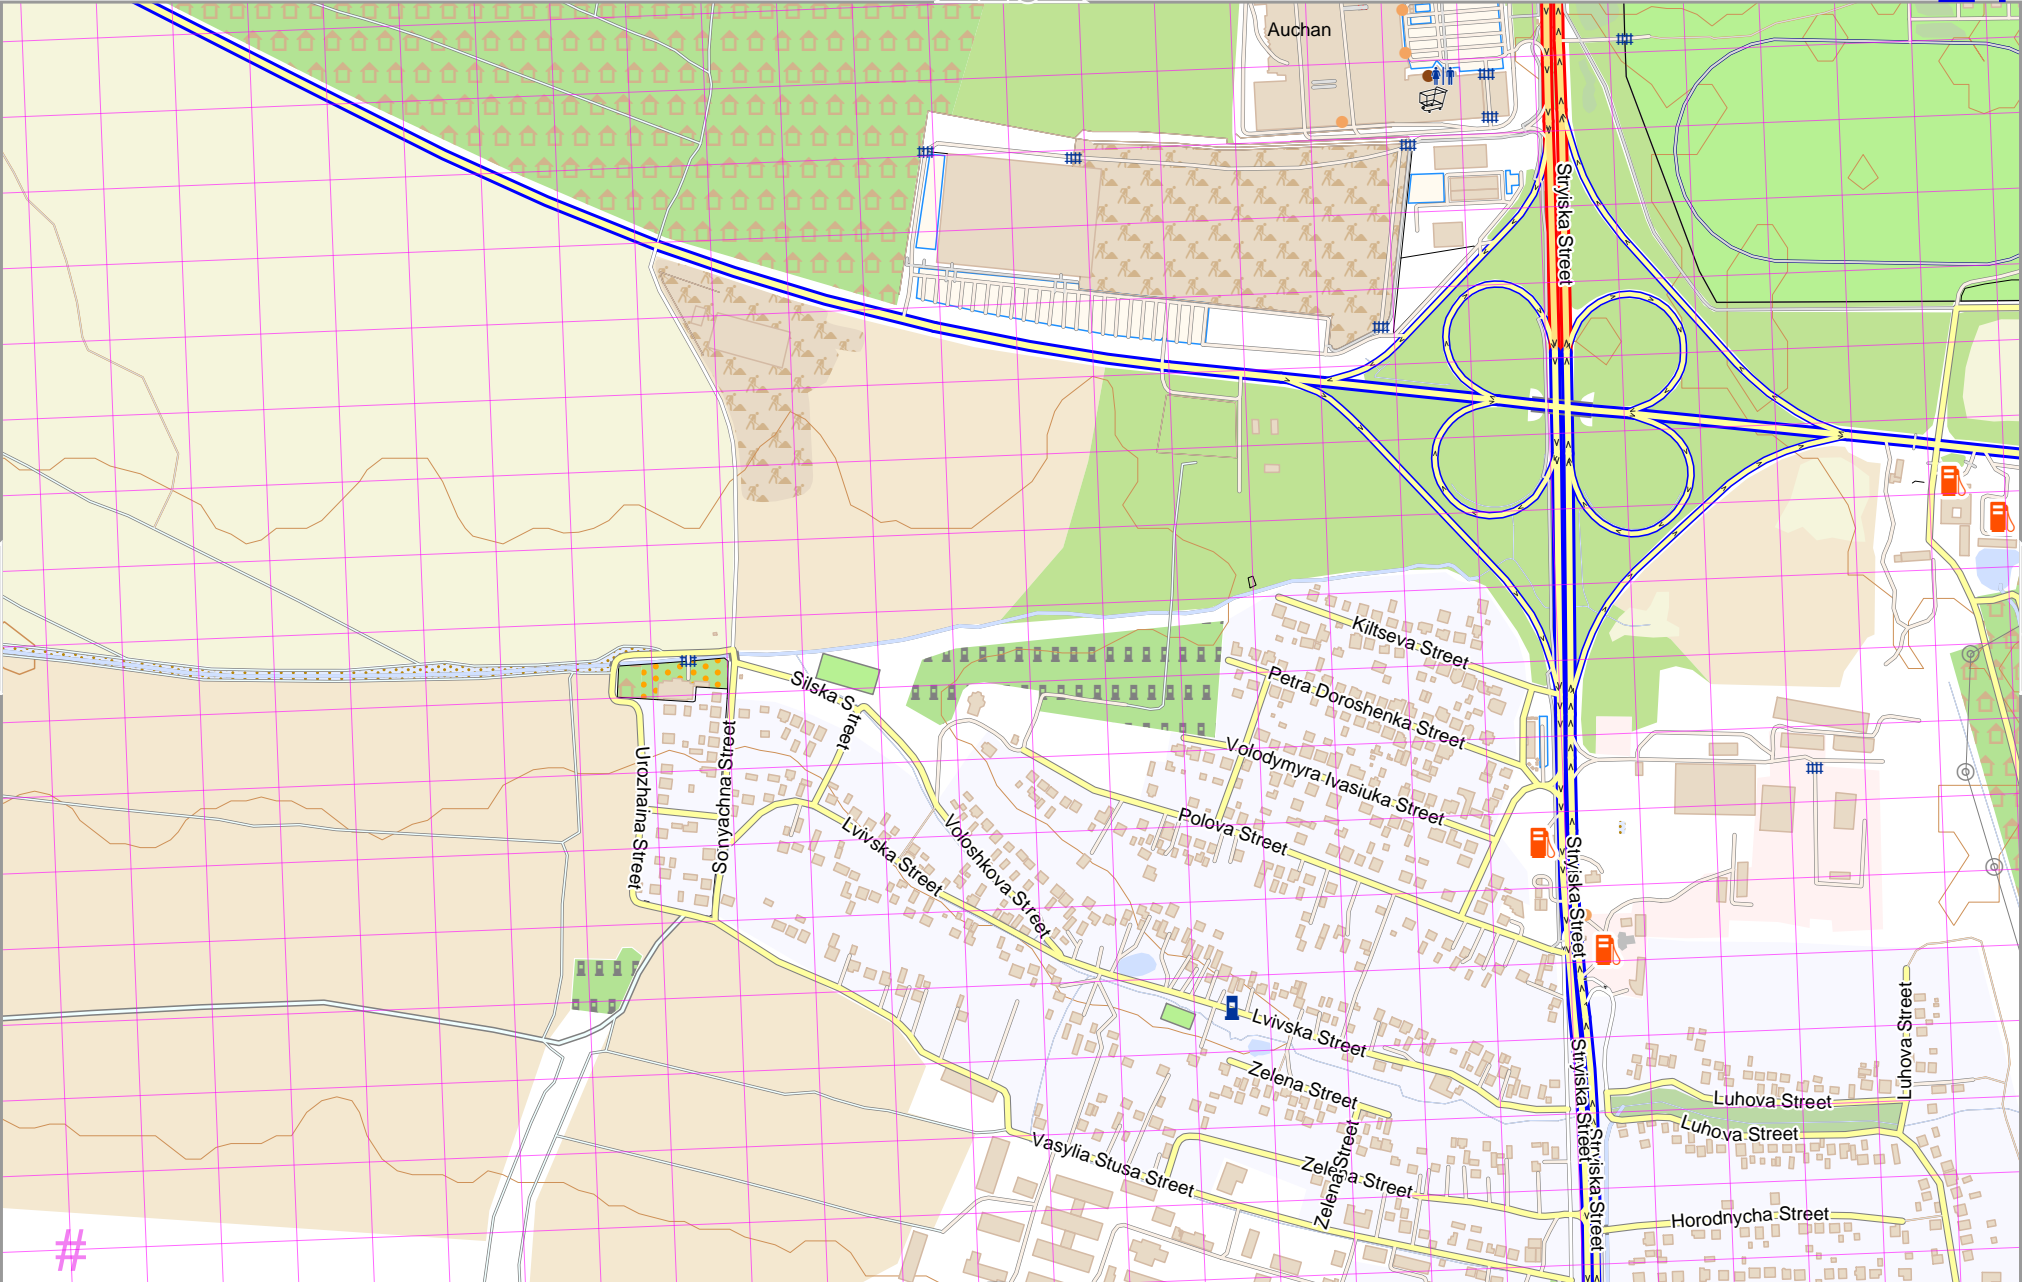 Auchan
Stryiska Street
Kiltseva Street
Petra Doroshenka Street
Silska Street
Volodymyra Ivasiuka Street
Urozhaina Street
Sonyachna Street
Polova Street
Lvivska Street
Voloshkova Street
Stryiska Street
Lvivska Street
Zelena Street
Luhova Street
Luhova Street
Luhova Street
Stryiska Street
Stryiska Street
Vasylia Stusa Street
Zelena Street
Zelena Street
Horodnycha Street
#